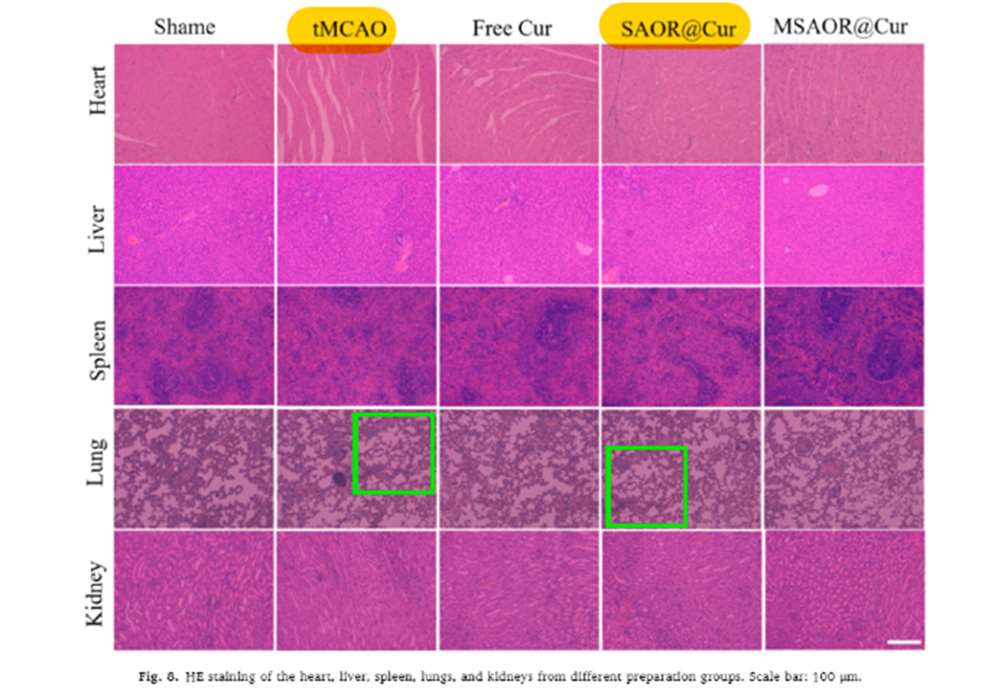 Shame tMCAO Free Cur SAOR@Cur MSAOR@Cur
Heart
Liver
Spleen
Lung
Kidney
Fig. 8. HE staining of the heart, liver, spleen, lungs, and kidneys from different preparation groups. Scale bar: 100 μm.